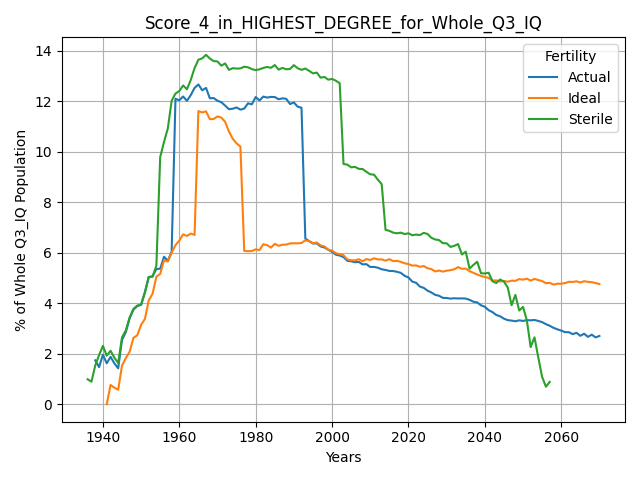 Score_4_in_HIGHEST_DEGREE_for_Whole_Q3_IQ
Fertility
Actual
Ideal
Sterile
% of Whole Q3_IQ Population
14
12
10
8
6
4
2
0
1940
1960
1980
2000
2020
2040
2060
Years